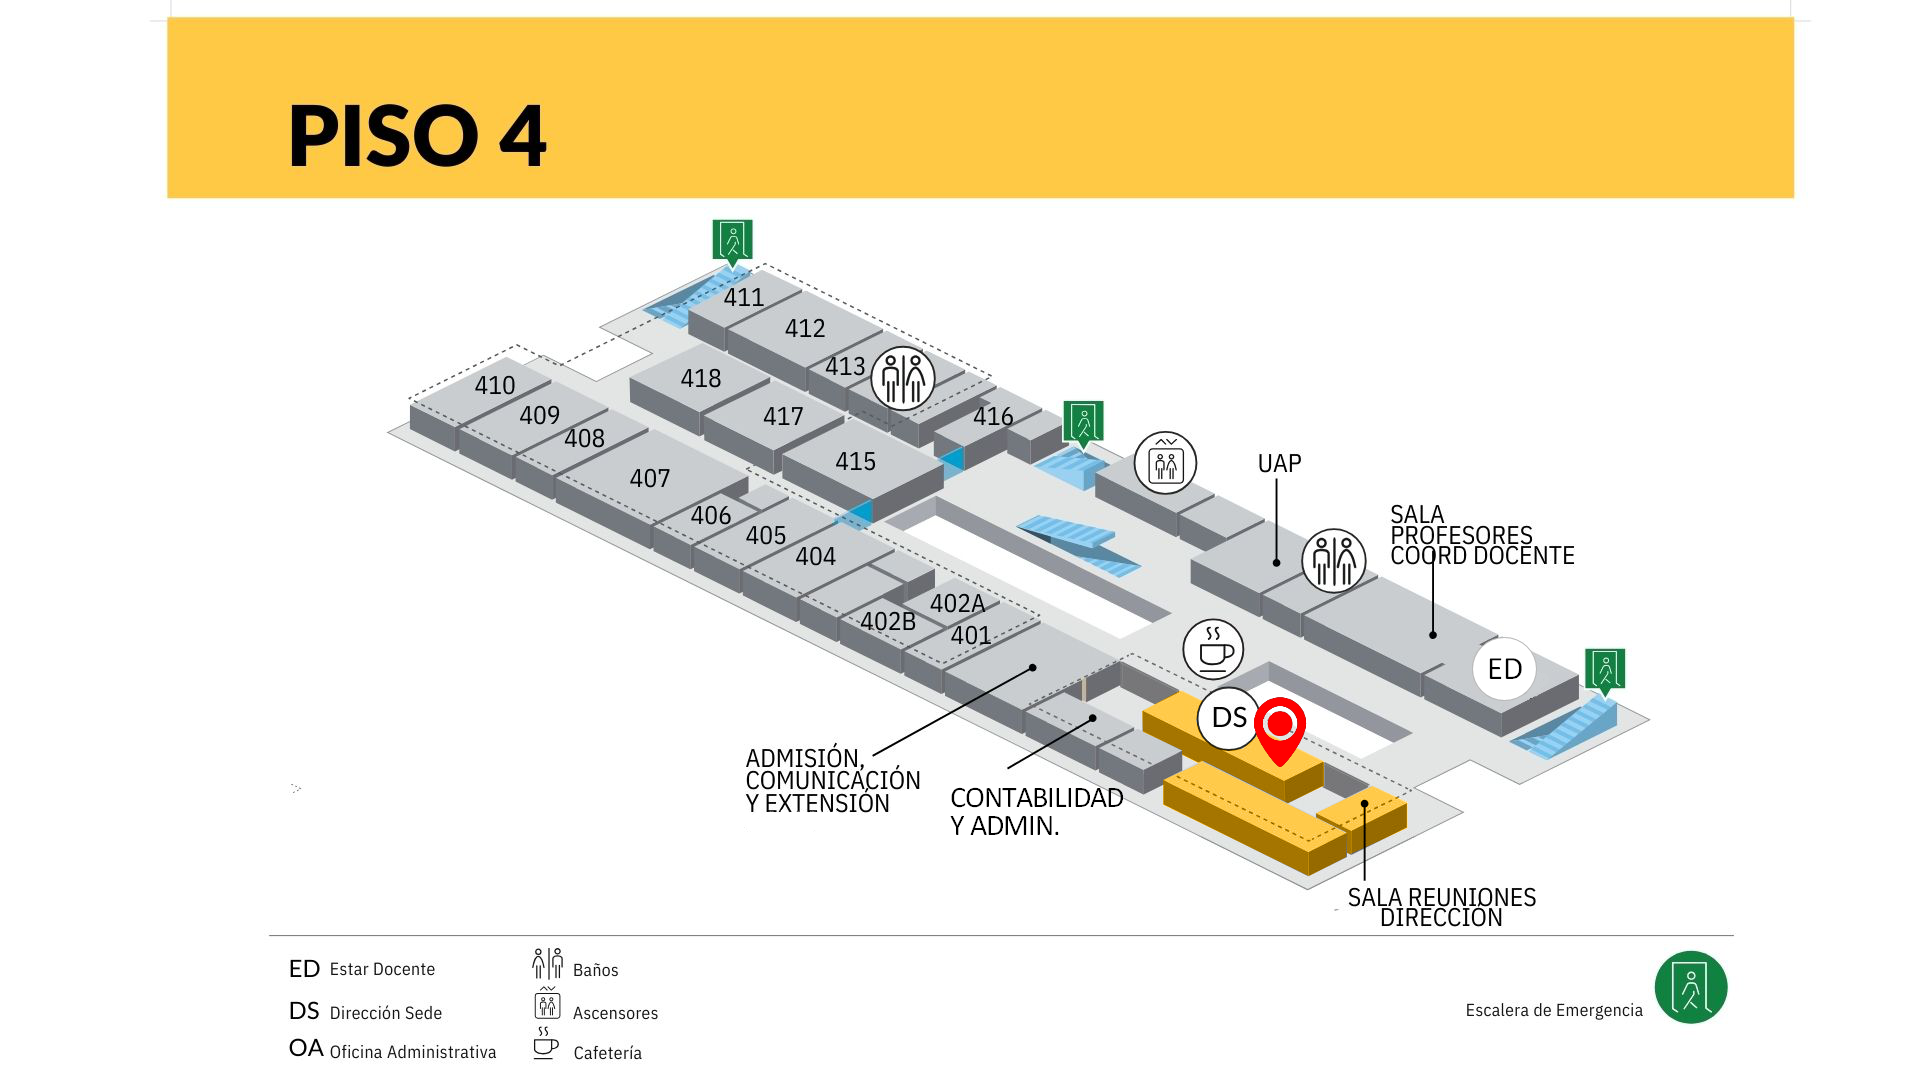 PISO 4
411
412
413
418
410
409
417
416
408
415
407
UAP
406
SALA
PROFESORES
COORD DOCENTE
405
404
402A
402B
401
ED
DS
ADMISIÓN,
COMUNICACIÓN
Y EXTENSIÓN
CONTABILIDAD
Y ADMIN.
SALA REUNIONES
DIRECCIÓN
ED Estar Docente
Baños
DS Dirección Sede
Ascensores
OA Oficina Administrativa
Cafetería
Escalera de Emergencia